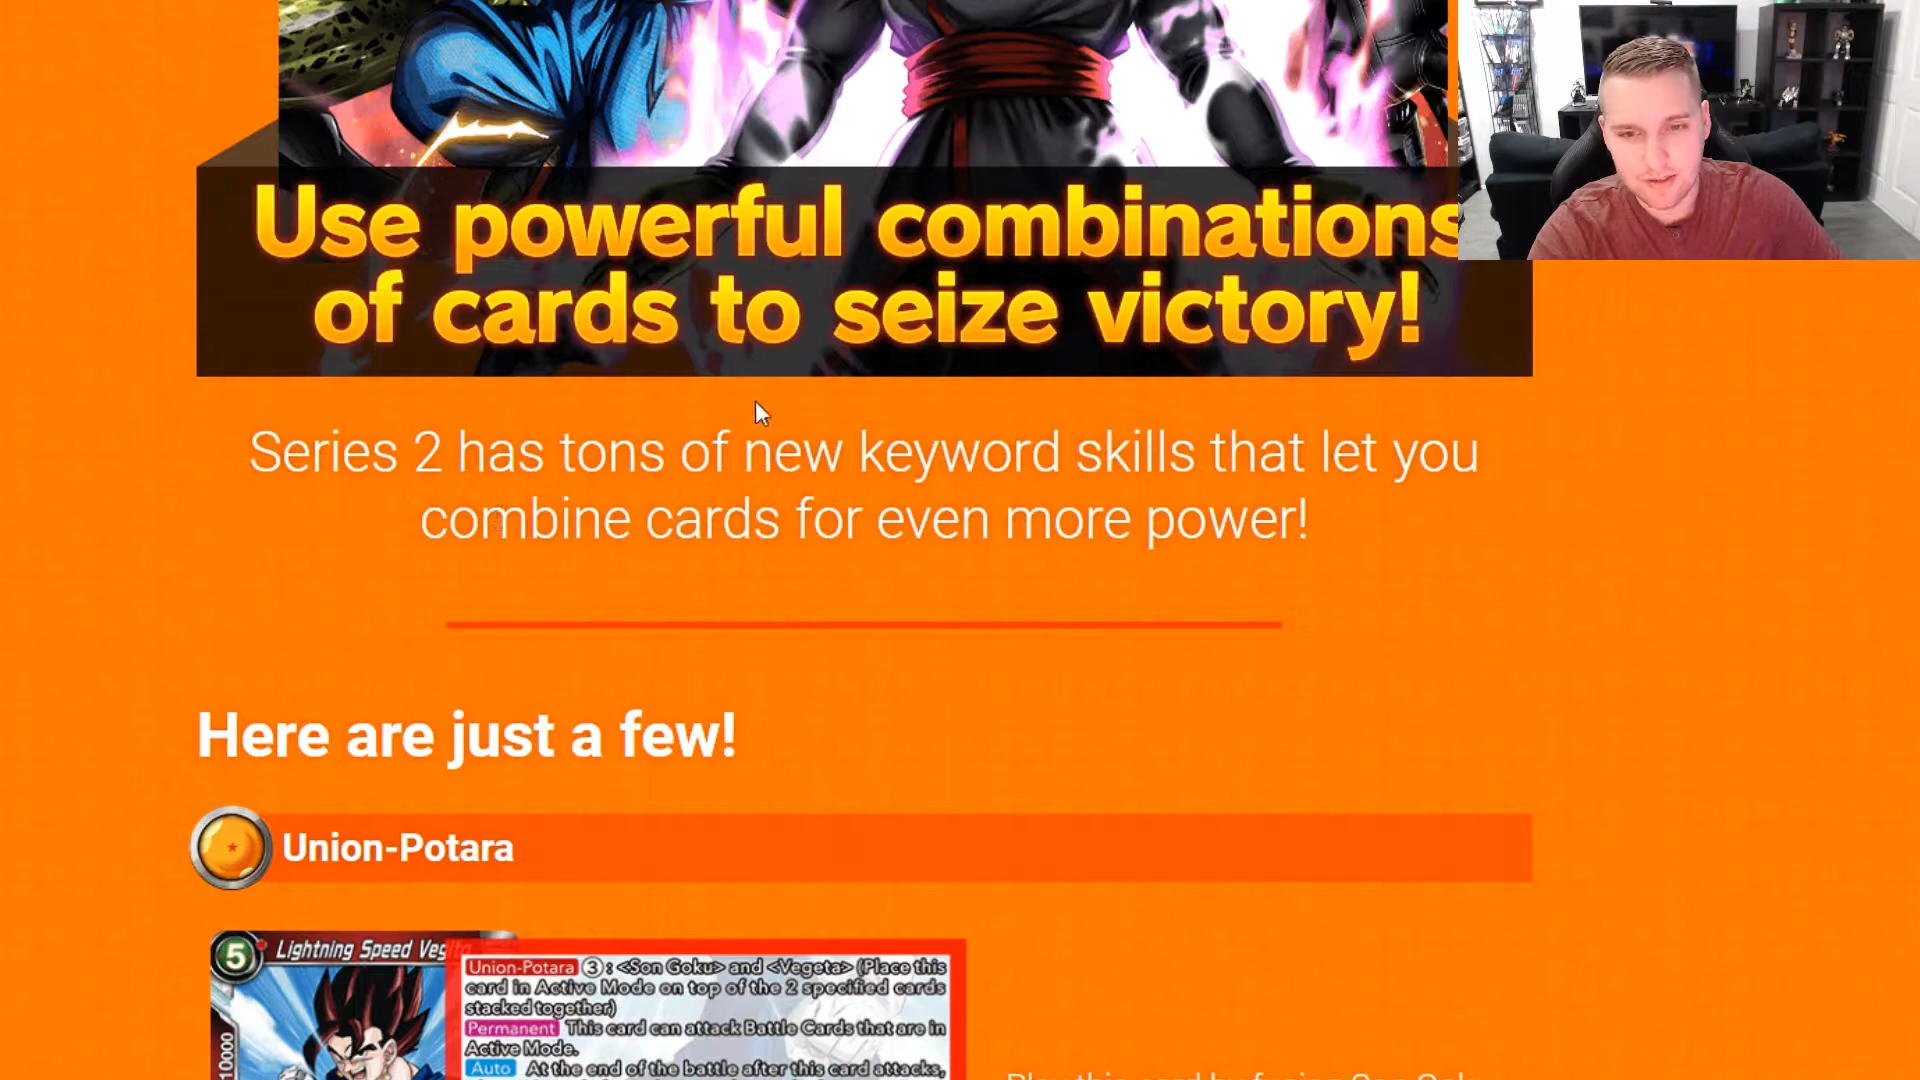 Use powerful combinations
of cards to seize victory!
Series 2 has tons of new keyword skills that let you
combine cards for even more power!
Here are just a few!
Union-Potara
5
Lightning Speed
Union-Potara 3 : <Son Goku> and <Vegeta> (Place this
card in Active Mode on top of the 2 specified cards
stacked together)
Permanent This card can attack Battle Cards that are in
Active Mode.
Auto At the end of the battle after this card attacks,
10000